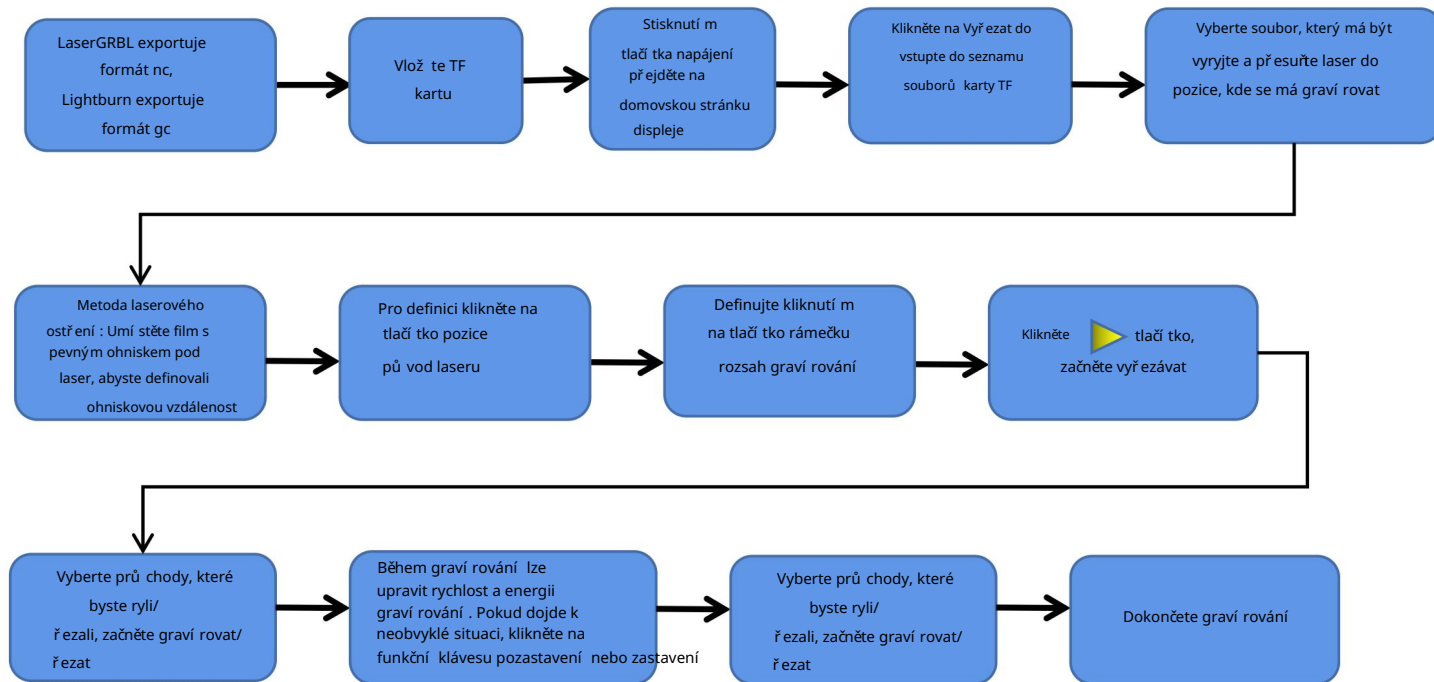 LaserGRBL exportuje
formát nc,
Lightburn exportuje
formát gc
Vlož te TF
kartu
Stisknutí m
tlačí tka napájení
př ejděte na
domovskou stránku
displeje
Klikněte na Vyř ezat do
vstupte do seznamu
souborů karty TF
Vyberte soubor, který má být
vyryjte a př esuňte laser do
pozice, kde se má graví rovat
Metoda laserového
ostř ení : Umí stěte film s
pevným ohniskem pod
laser, abyste definovali
ohniskovou vzdálenost
Pro definici klikněte na
tlačí tko pozice
pů vod laseru
Definujte kliknutí m
na tlačí tko rámečku
rozsah graví rování
Klikněte tlačí tko,
začněte vyř ezávat
Vyberte prů chody, které
byste ryli/
ř ezali, začněte graví rovat/
ř ezat
Během graví rování lze
upravit rychlost a energii
graví rování . Pokud dojde k
neobvyklé situaci, klikněte na
funkční klávesu pozastavení nebo zastavení
Vyberte prů chody, které
byste ryli/
ř ezali, začněte graví rovat/
ř ezat
Dokončete graví rování